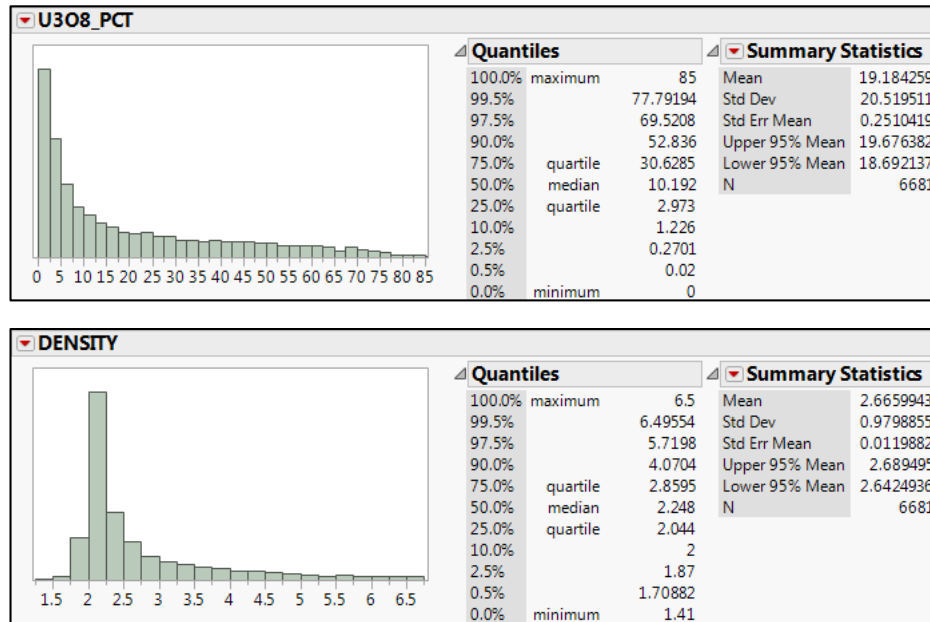 U3O8_PCT
Quantiles
100.0% maximum 85
99.5% 77.79194
97.5% 69.5208
90.0% 52.836
75.0% quartile 30.6285
50.0% median 10.192
25.0% quartile 2.973
10.0% 1.226
2.5% 0.2701
0.5% 0.02
0.0% minimum 0
Summary Statistics
Mean 19.184259
Std Dev 20.519511
Std Err Mean 0.2510419
Upper 95% Mean 19.676382
Lower 95% Mean 18.692137
N 6681
0 5 10 15 20 25 30 35 40 45 50 55 60 65 70 75 80 85
DENSITY
Quantiles
100.0% maximum 6.5
99.5% 6.49554
97.5% 5.7198
90.0% 4.0704
75.0% quartile 2.8595
50.0% median 2.248
25.0% quartile 2.044
10.0% 2
2.5% 1.87
0.5% 1.70882
0.0% minimum 1.41
Summary Statistics
Mean 2.6659943
Std Dev 0.9798855
Std Err Mean 0.0119882
Upper 95% Mean 2.689495
Lower 95% Mean 2.6424936
N 6681
1.5 2 2.5 3 3.5 4 4.5 5 5.5 6 6.5